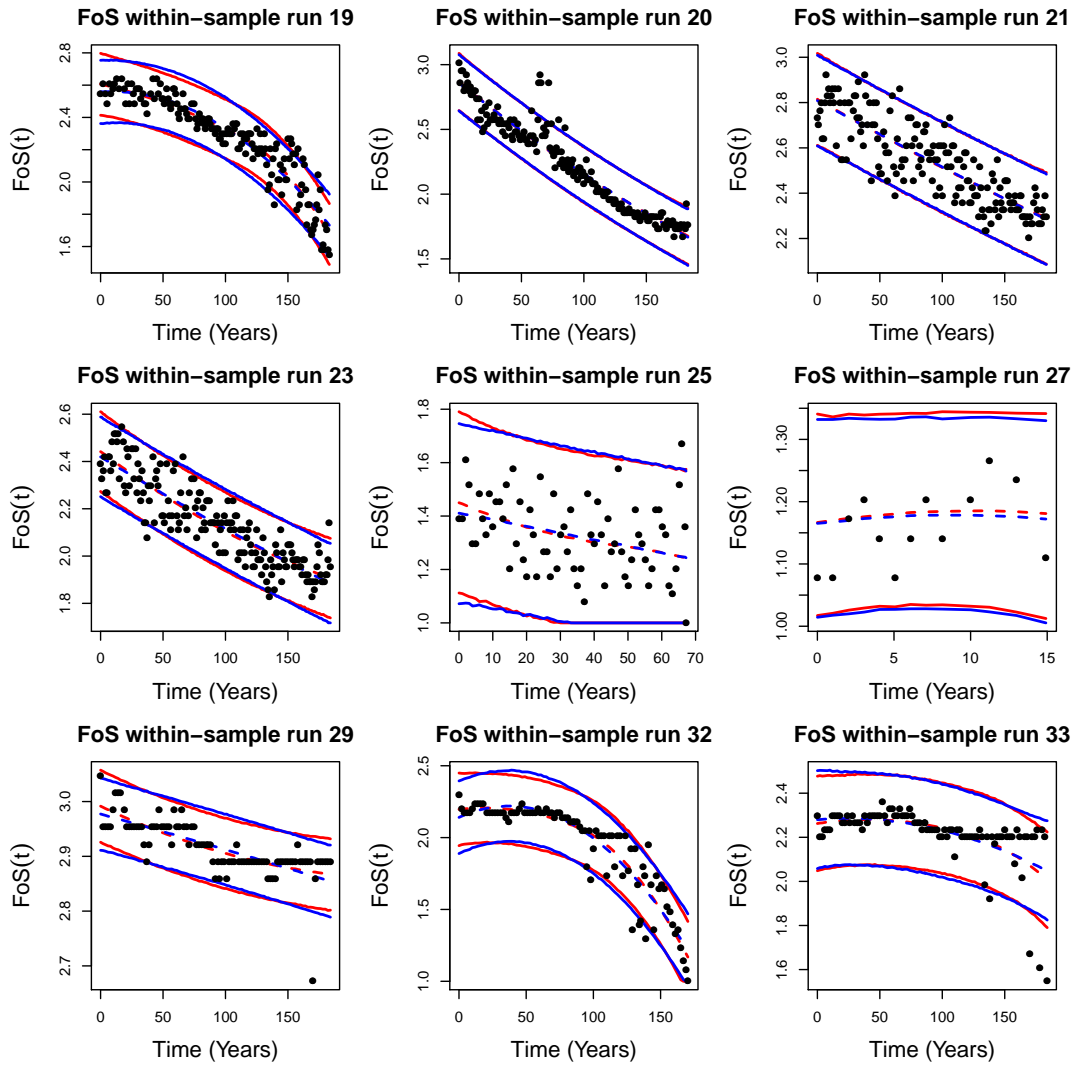 FoS within−sample run 19
FoS(t)
1.6 2.0 2.4 2.8
0 50 100 150
Time (Years)
FoS within−sample run 20
FoS(t)
1.5 2.0 2.5 3.0
0 50 100 150
Time (Years)
FoS within−sample run 21
FoS(t)
2.2 2.4 2.6 2.8 3.0
0 50 100 150
Time (Years)
FoS within−sample run 23
FoS(t)
1.8 2.0 2.2 2.4 2.6
0 50 100 150
Time (Years)
FoS within−sample run 25
FoS(t)
1.0 1.2 1.4 1.6 1.8
0 10 20 30 40 50 60 70
Time (Years)
FoS within−sample run 27
FoS(t)
1.00 1.10 1.20 1.30
0 5 10 15
Time (Years)
FoS within−sample run 29
FoS(t)
2.7 2.8 2.9 3.0
0 50 100 150
Time (Years)
FoS within−sample run 32
FoS(t)
1.0 1.5 2.0 2.5
0 50 100 150
Time (Years)
FoS within−sample run 33
FoS(t)
1.6 1.8 2.0 2.2 2.4
0 50 100 150
Time (Years)